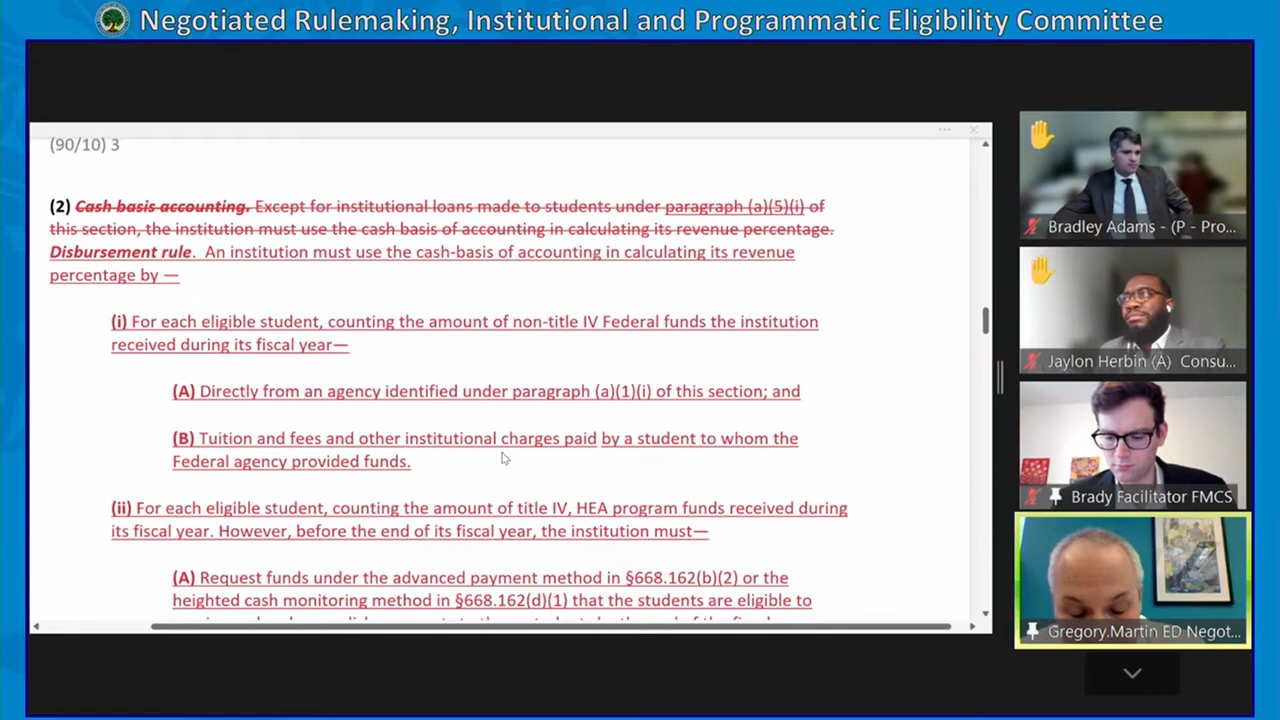 Negotiated Rulemaking, Institutional and Programmatic Eligibility Committee
(90/10) 3
(2) Cash basis accounting. Except for institutional loans made to students under paragraph (a)(5)(i) of
this section, the institution must use the cash basis of accounting in calculating its revenue percentage.
Disbursement rule. An institution must use the cash-basis of accounting in calculating its revenue
percentage by —
(i) For each eligible student, counting the amount of non-title IV Federal funds the institution
received during its fiscal year—
(A) Directly from an agency identified under paragraph (a)(1)(i) of this section; and
(B) Tuition and fees and other institutional charges paid by a student to whom the
Federal agency provided funds.
(ii) For each eligible student, counting the amount of title IV, HEA program funds received during
its fiscal year. However, before the end of its fiscal year, the institution must—
(A) Request funds under the advanced payment method in §668.162(b)(2) or the
heighted cash monitoring method in §668.162(d)(1) that the students are eligible to
Bradley Adams - (P - Pro...
Jaylon Herbin (A) Consu...
Brady Facilitator FMCS
Gregory.Martin ED Negot...